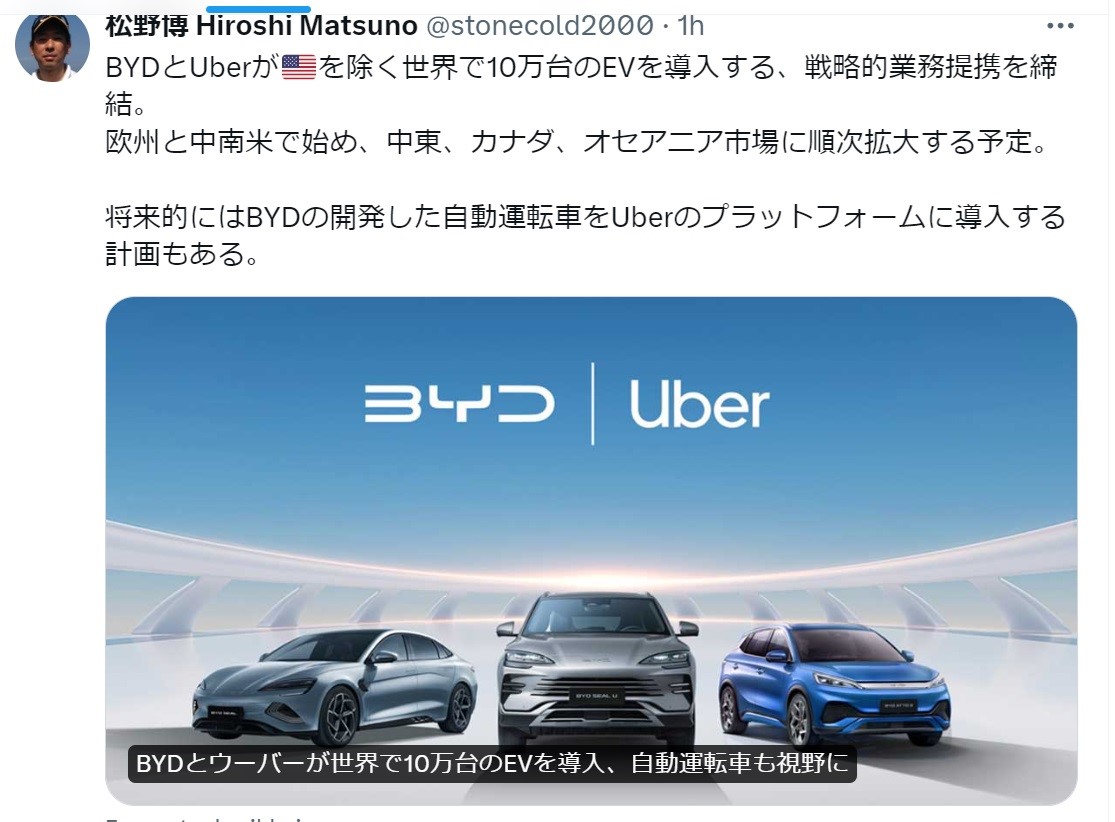 松野博 Hiroshi Matsuno @stonecold2000 · 1h
BYDとUberが🇺🇸を除く世界で10万台のEVを導入する、戦略的業務提携を締
結。
欧州と中南米で始め、中東、カナダ、オセアニア市場に順次拡大する予定。
将来的にはBYDの開発した自動運転車をUberのプラットフォームに導入する
計画もある。
BYD | Uber
BYD SEAL
BYD SEAL U
BYD ATTO 3
BYDとウーバーが世界で10万台のEVを導入、自動運転車も視野に